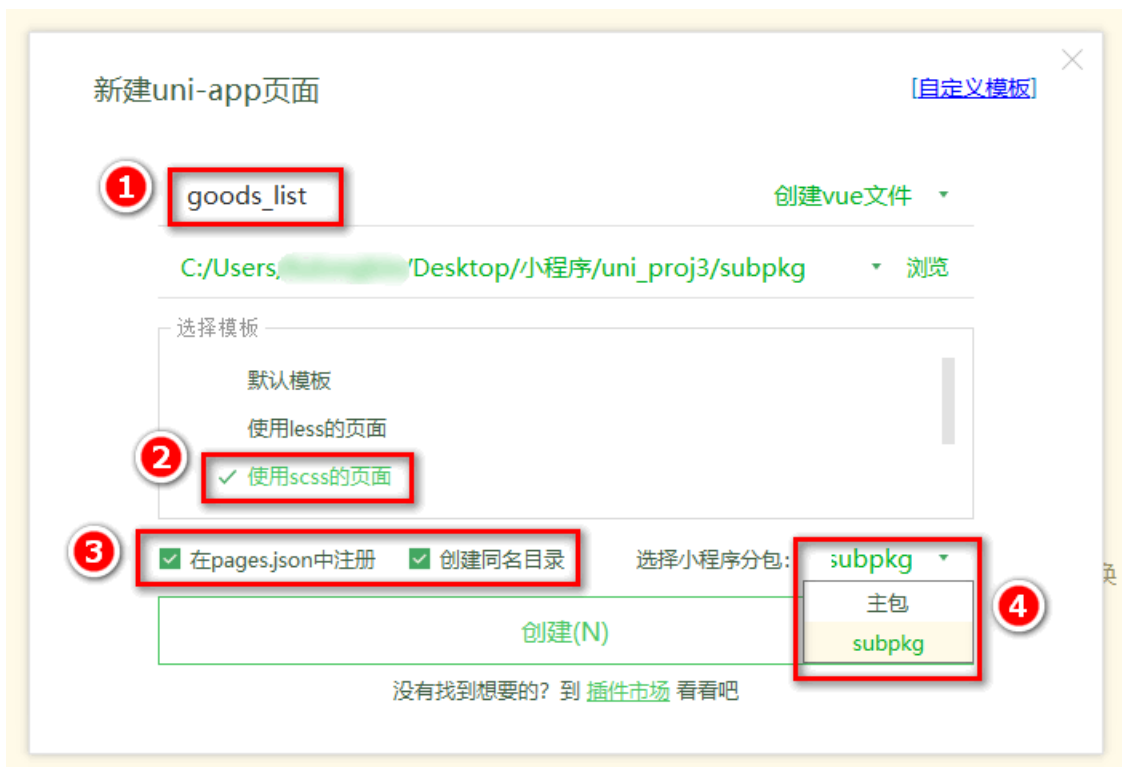 新建uni-app页面 [自定义模板]
1 goods_list 创建vue文件
C:/Users/ /Desktop/小程序/uni_proj3/subpkg 浏览
选择模板
默认模板
使用less的页面
2 使用scss的页面
3 在pages.json中注册 创建同名目录 选择小程序分包: subpkg
换
主包
4
创建(N)
subpkg
没有找到想要的？到 插件市场 看看吧